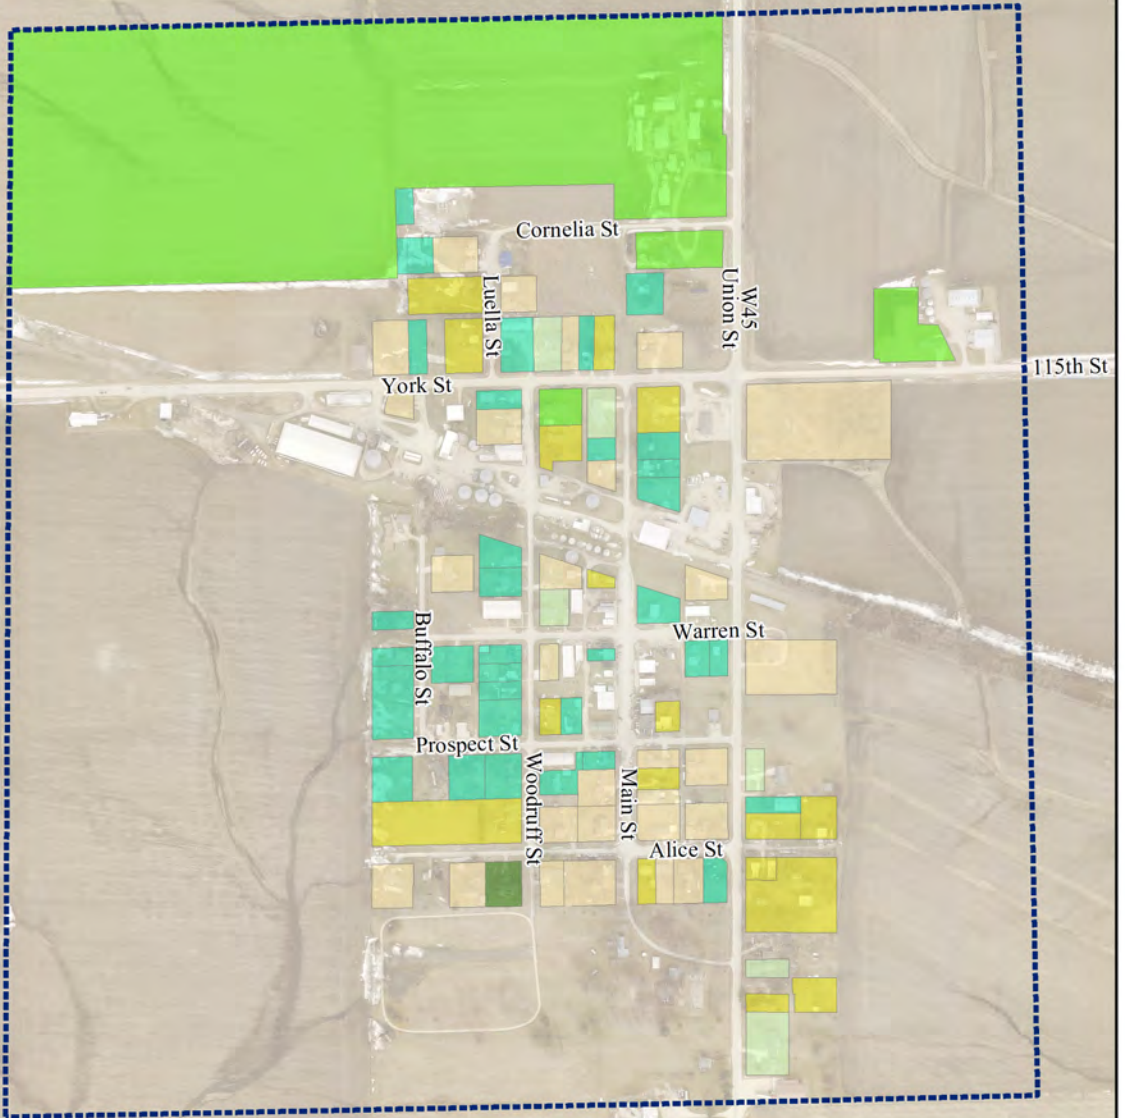 Cornelia St
Luella St
Union St
W45
115th St
York St
Buffalo St
Warren St
Prospect St
Woodruff St
Main St
Alice St